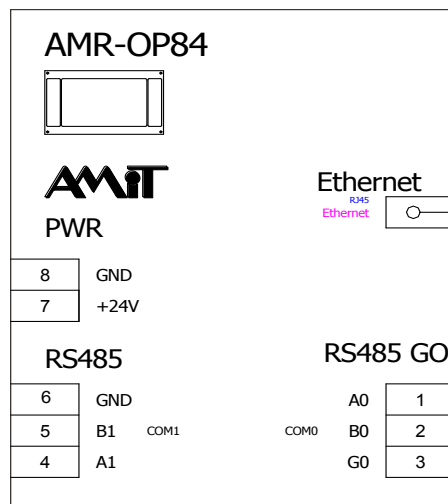 AMR-OP84
AMiT
Ethernet
RJ45
Ethernet
PWR
8 GND
7 +24V
RS485
RS485 GO
6 GND
5 B1 COM1
4 A1
A0 1
COM0 B0 2
G0 3